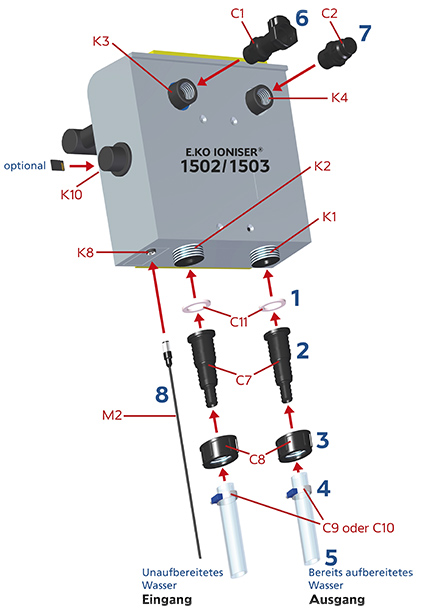 C1
6
C2
7
K3
K4
E.KO IONISER®
1502/1503
optional
K10
K2
K1
K8
1
C11
2
C7
8
M2
3
C8
4
C9 oder C10
5
Unaufbereitetes
Wasser
Eingang
Bereits aufbereitetes
Wasser
Ausgang